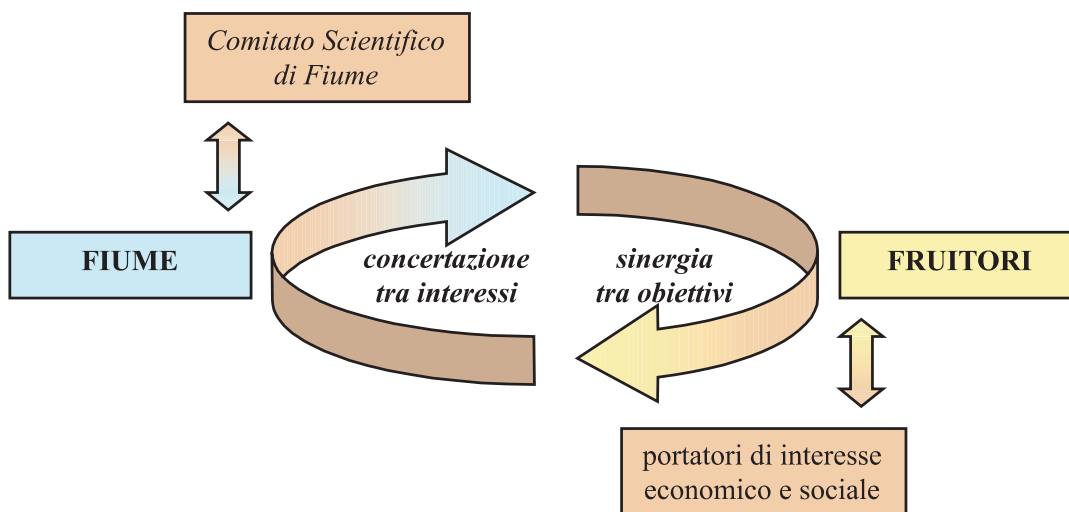 Comitato Scientifico
di Fiume
FIUME
concertazione
tra interessi
sinergia
tra obiettivi
FRUITORI
portatori di interesse
economico e sociale